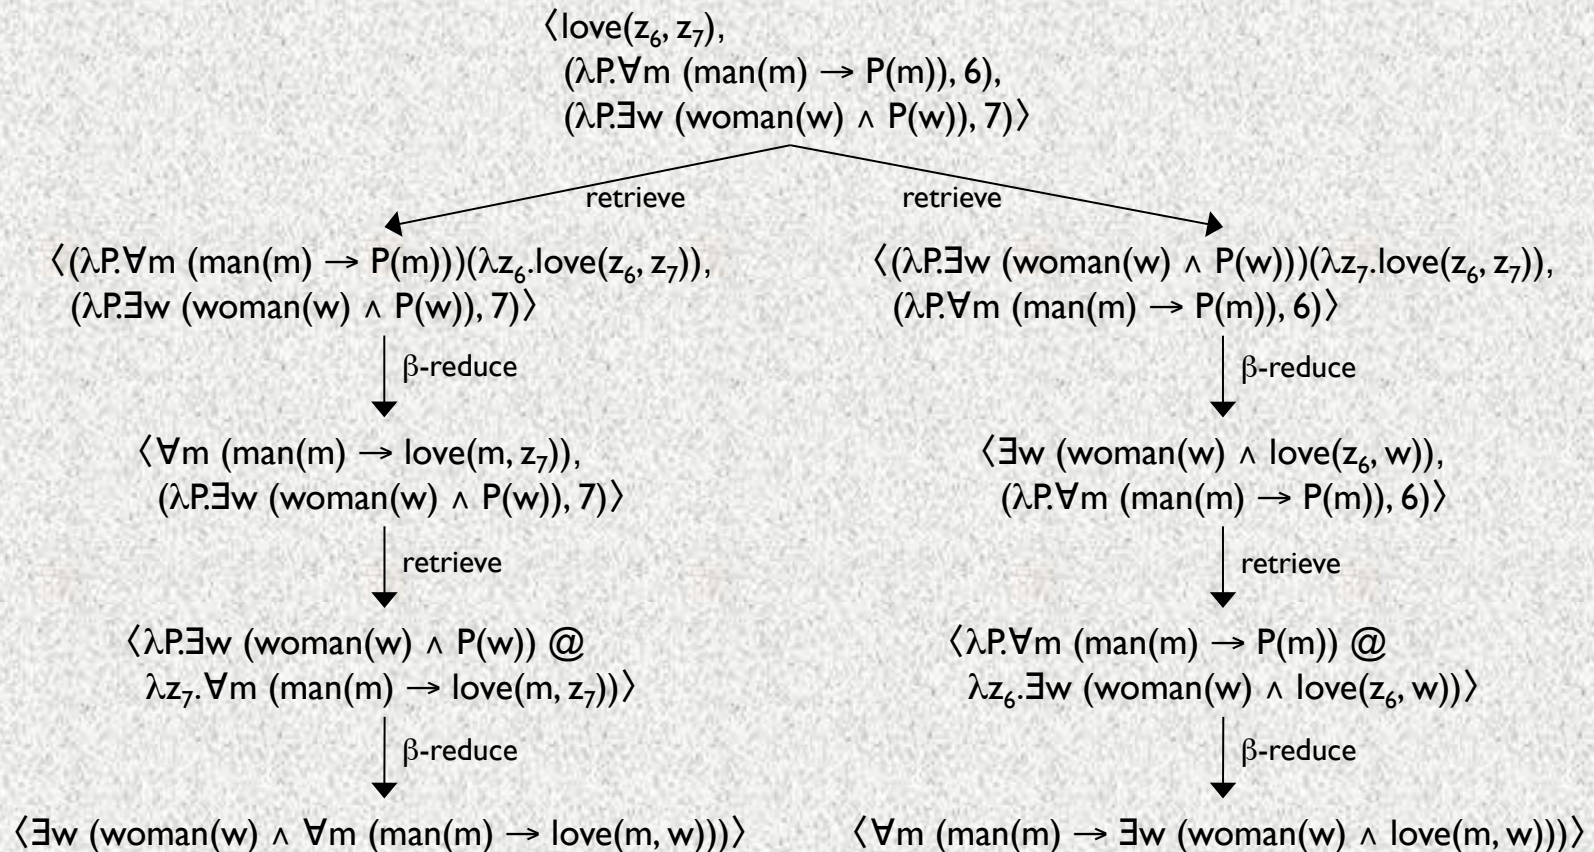 ⟨love(z₆, z₇),
(λP.∀m (man(m) → P(m)), 6),
(λP.∃w (woman(w) ∧ P(w)), 7)⟩
retrieve retrieve
⟨(λP.∀m (man(m) → P(m)))(λz₆.love(z₆, z₇)),
(λP.∃w (woman(w) ∧ P(w)), 7)⟩
⟨(λP.∃w (woman(w) ∧ P(w)))(λz₇.love(z₆, z₇)),
(λP.∀m (man(m) → P(m)), 6)⟩
β-reduce β-reduce
⟨∀m (man(m) → love(m, z₇)),
(λP.∃w (woman(w) ∧ P(w)), 7)⟩
⟨∃w (woman(w) ∧ love(z₆, w)),
(λP.∀m (man(m) → P(m)), 6)⟩
retrieve retrieve
⟨λP.∃w (woman(w) ∧ P(w)) @
λz₇.∀m (man(m) → love(m, z₇))⟩
⟨λP.∀m (man(m) → P(m)) @
λz₆.∃w (woman(w) ∧ love(z₆, w))⟩
β-reduce β-reduce
⟨∃w (woman(w) ∧ ∀m (man(m) → love(m, w)))⟩
⟨∀m (man(m) → ∃w (woman(w) ∧ love(m, w)))⟩